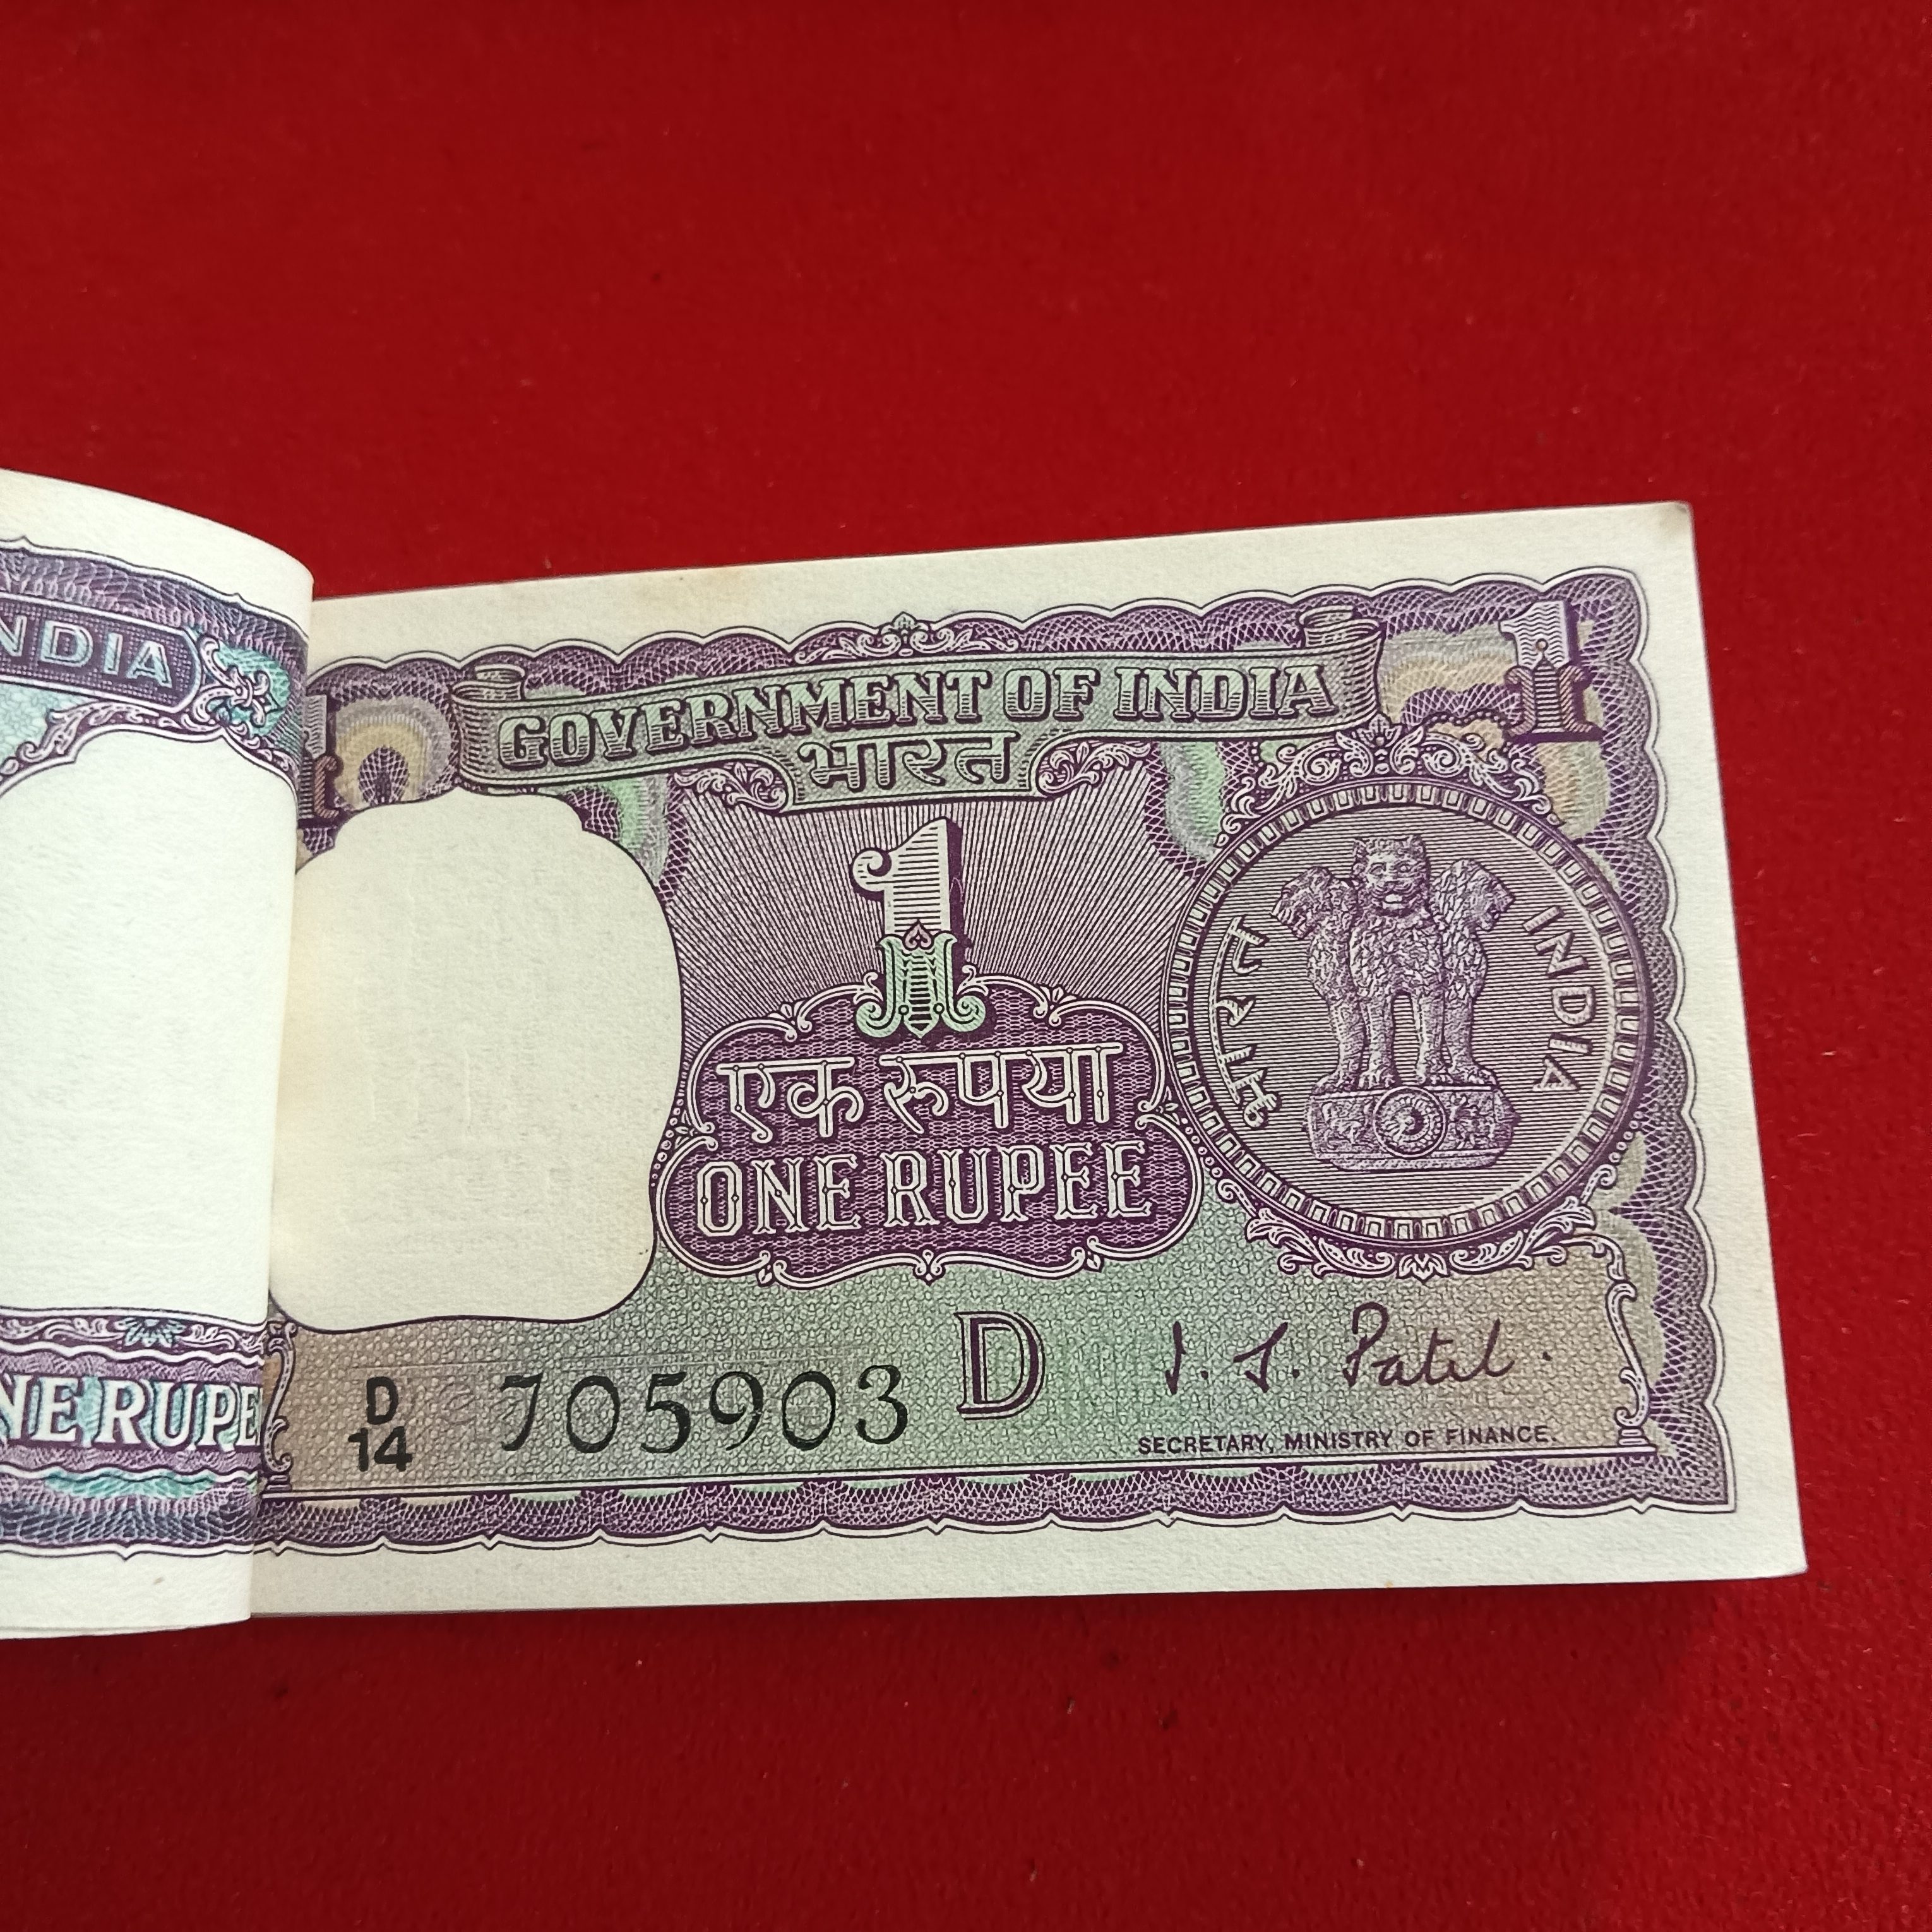 NDIA
NE RUPE
1
1
GOVERNMENT OF INDIA
भारत
1
एक रूपया
ONE RUPEE
भारत
INDIA
D
14
705903
D
I. J. Patel.
SECRETARY, MINISTRY OF FINANCE.